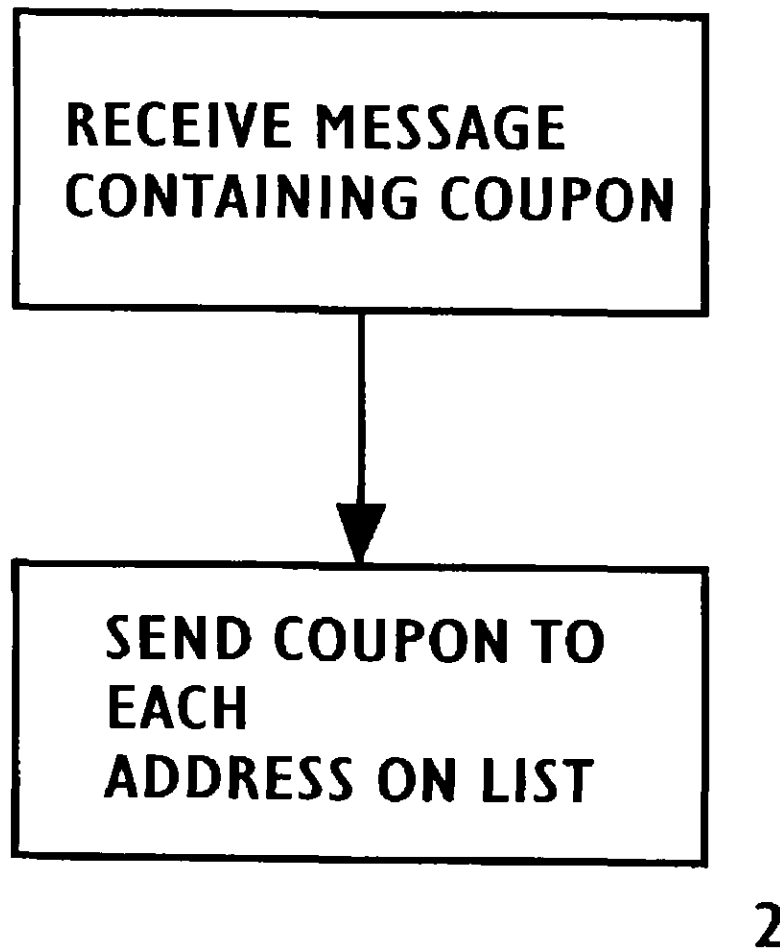 RECEIVE MESSAGE
CONTAINING COUPON
SEND COUPON TO
EACH
ADDRESS ON LIST
2